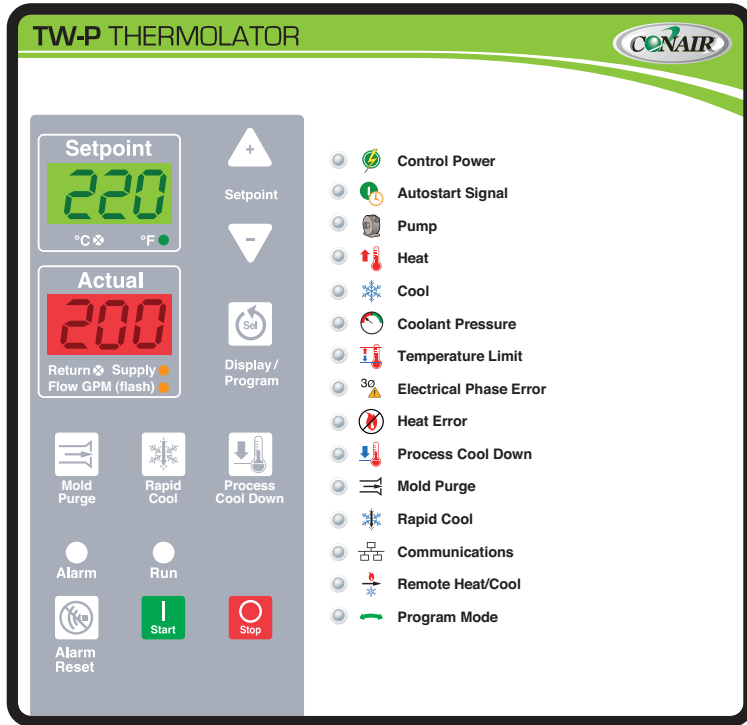 TW-P THERMOLATOR
CONAIR
Setpoint
220
°C °F
+
Setpoint
-
Actual
200
Return Supply
Flow GPM (flash)
Sel
Display/
Program
Mold
Purge
Rapid
Cool
Process
Cool Down
Alarm
Run
Start
Stop
Alarm
Reset
Control Power
Autostart Signal
Pump
Heat
Cool
Coolant Pressure
Temperature Limit
3Ø
Electrical Phase Error
Heat Error
Process Cool Down
Mold Purge
Rapid Cool
Communications
Remote Heat/Cool
Program Mode